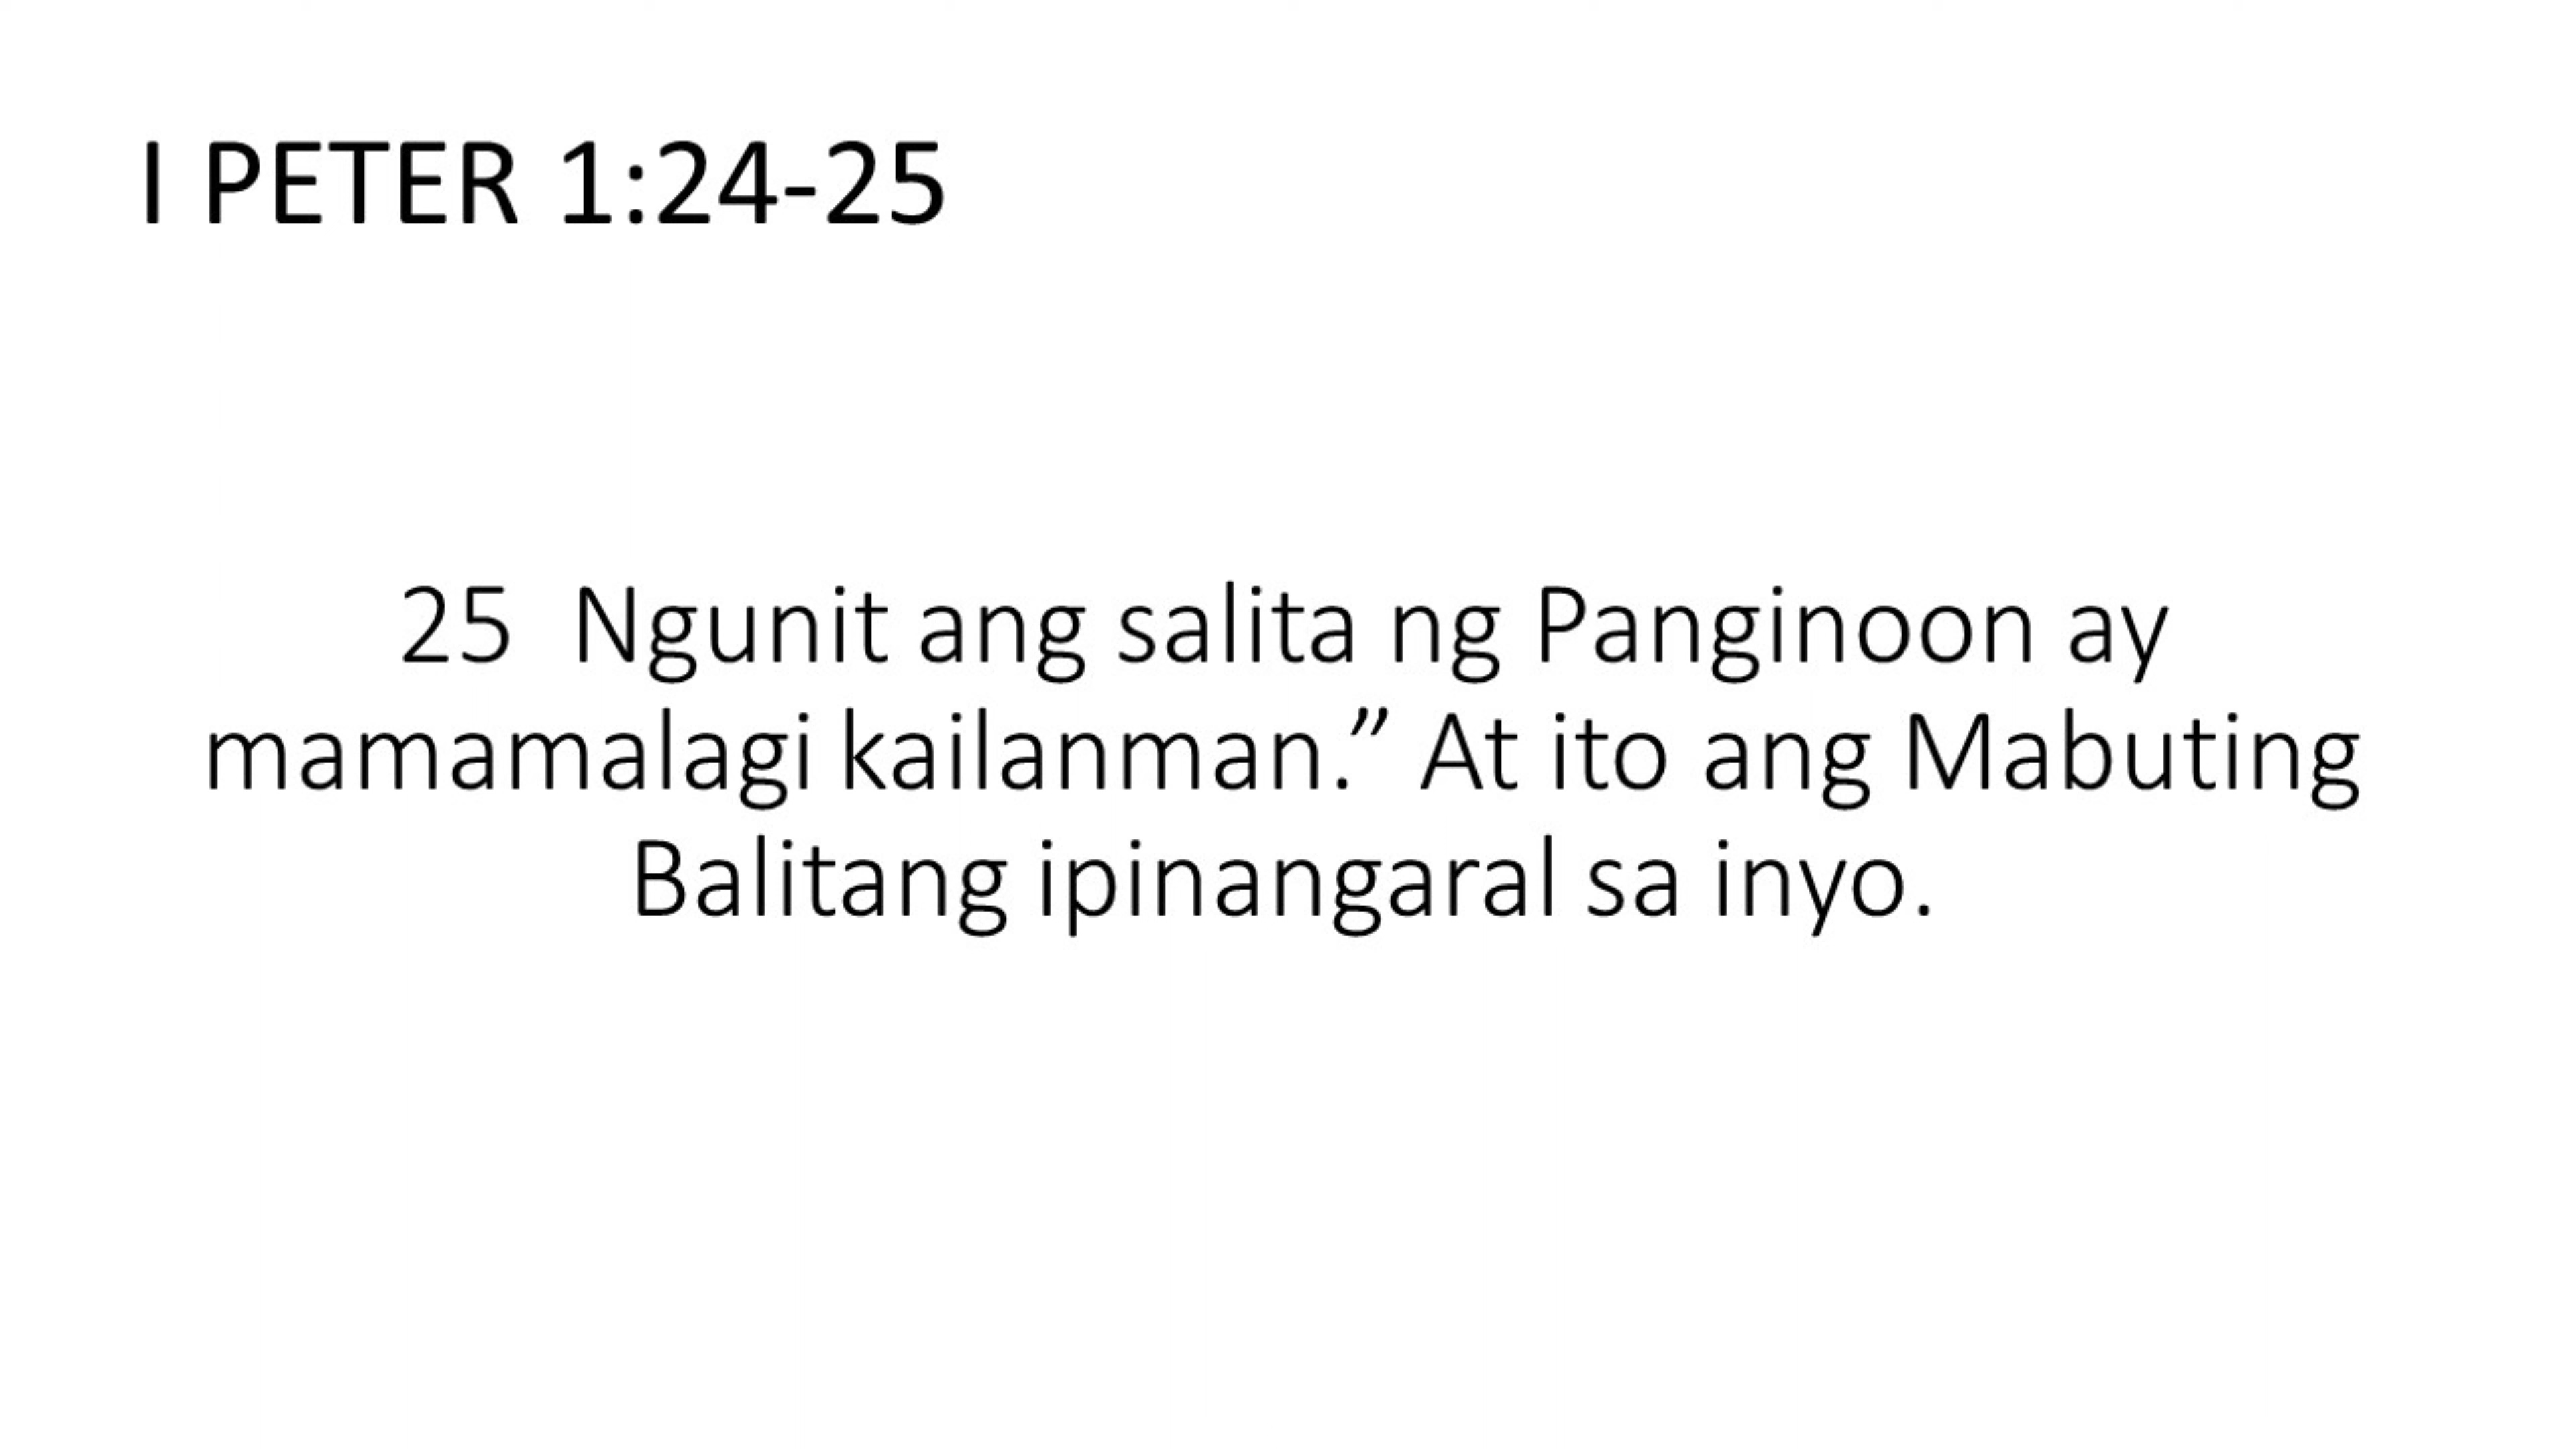 I PETER 1:24-25
25  Ngunit ang salita ng Panginoon ay
mamamalagi kailanman.” At ito ang Mabuting
Balitang ipinangaral sa inyo.